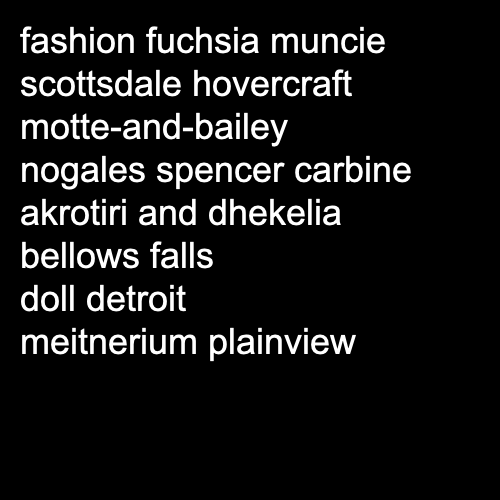 fashion fuchsia muncie
scottsdale hovercraft
motte-and-bailey
nogales spencer carbine
akrotiri and dhekelia
bellows falls
doll detroit
meitnerium plainview